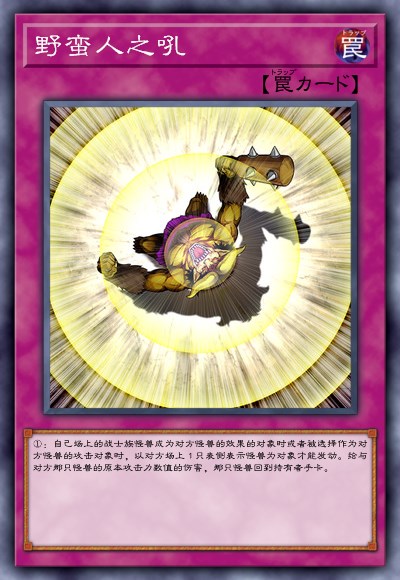 野蛮人之吼
トラップ
罠
トラップ
【罠カード】
①：自己场上的战士族怪兽成为对方怪兽的效果的对象时或者被选择作为对
方怪兽的攻击对象时，以对方场上1只表侧表示怪兽为对象才能发动。给与
对方那只怪兽的原本攻击力数值的伤害，那只怪兽回到持有者手卡。